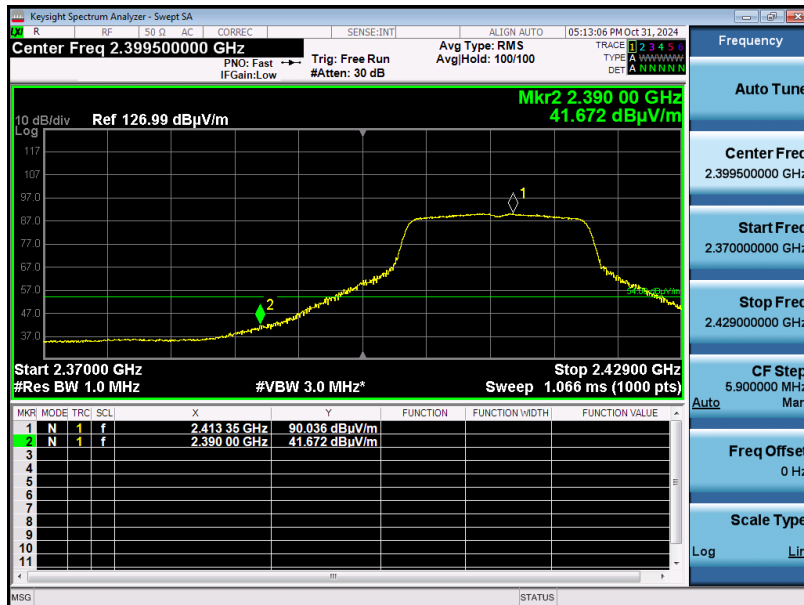 Keysight Spectrum Analyzer - Swept SA
LXI R RF 50 Ω AC CORREC SENSE:INT ALIGN AUTO 05:13:06 PM Oct 31, 2024
Center Freq 2.399500000 GHz
PNO: Fast
IFGain:Low
Trig: Free Run
#Atten: 30 dB
Avg Type: RMS
Avg|Hold: 100/100
TRACE 1 2 3 4 5 6
TYPE A WWWWW
DET A N N N N N
Mkr2 2.390 00 GHz
41.672 dBµV/m
10 dB/div
Log
Ref 126.99 dBµV/m
117
107
97.0
87.0
77.0
67.0
57.0
47.0
37.0
1
2
Start 2.37000 GHz
Stop 2.42900 GHz
#Res BW 1.0 MHz
#VBW 3.0 MHz*
Sweep 1.066 ms (1000 pts)
MKR MODE TRC SCL X Y FUNCTION FUNCTION WIDTH FUNCTION VALUE
1 N 1 f 2.413 35 GHz 90.036 dBµV/m
2 N 1 f 2.390 00 GHz 41.672 dBµV/m
3
4
5
6
7
8
9
10
11
MSG
STATUS
Frequency
Auto Tune
Center Freq
2.399500000 GHz
Start Freq
2.370000000 GHz
Stop Freq
2.429000000 GHz
CF Step
5.900000 MHz
Auto Man
Freq Offset
0 Hz
Scale Type
Log Lin